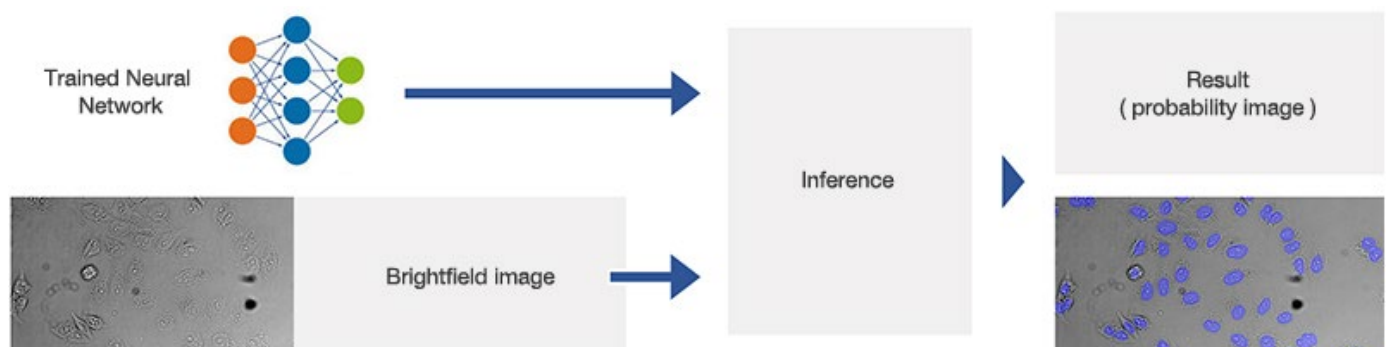 Trained Neural
Network
Brightfield image
Inference
Result
( probability image )